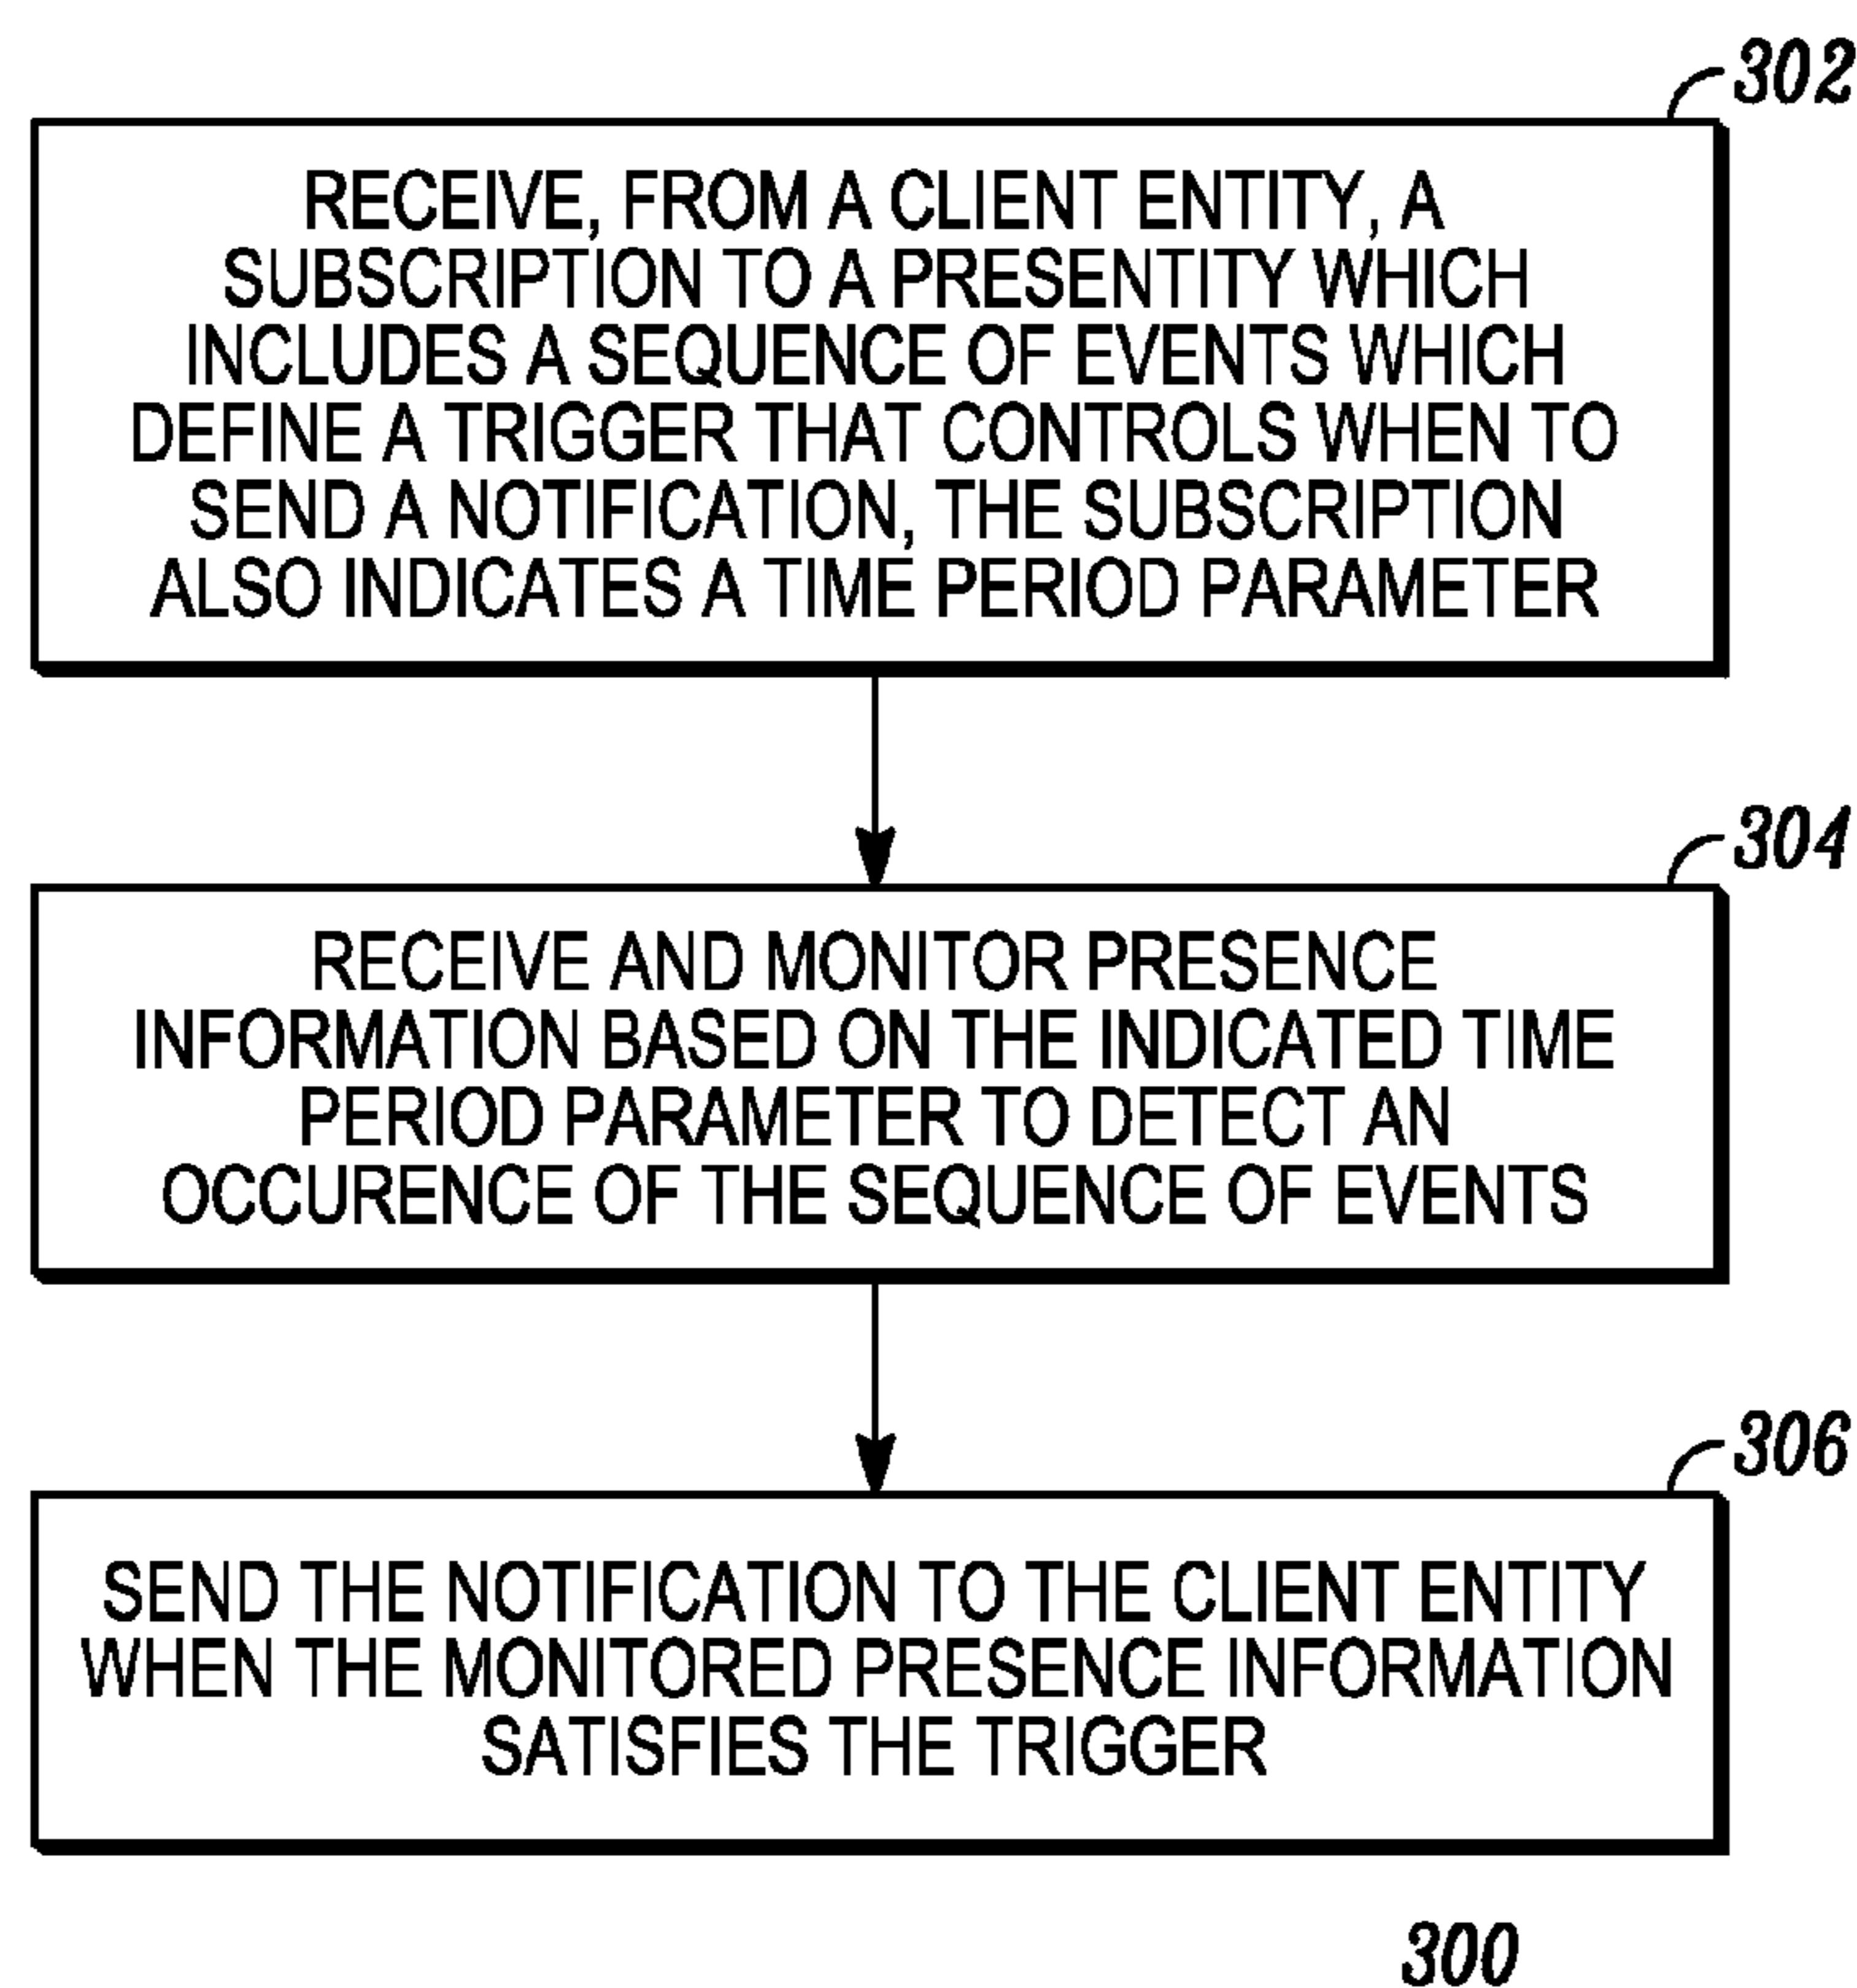 302
RECEIVE, FROM A CLIENT ENTITY, A
SUBSCRIPTION TO A PRESENTITY WHICH
INCLUDES A SEQUENCE OF EVENTS WHICH
DEFINE A TRIGGER THAT CONTROLS WHEN TO
SEND A NOTIFICATION, THE SUBSCRIPTION
ALSO INDICATES A TIME PERIOD PARAMETER
304
RECEIVE AND MONITOR PRESENCE
INFORMATION BASED ON THE INDICATED TIME
PERIOD PARAMETER TO DETECT AN
OCCURENCE OF THE SEQUENCE OF EVENTS
306
SEND THE NOTIFICATION TO THE CLIENT ENTITY
WHEN THE MONITORED PRESENCE INFORMATION
SATISFIES THE TRIGGER
300